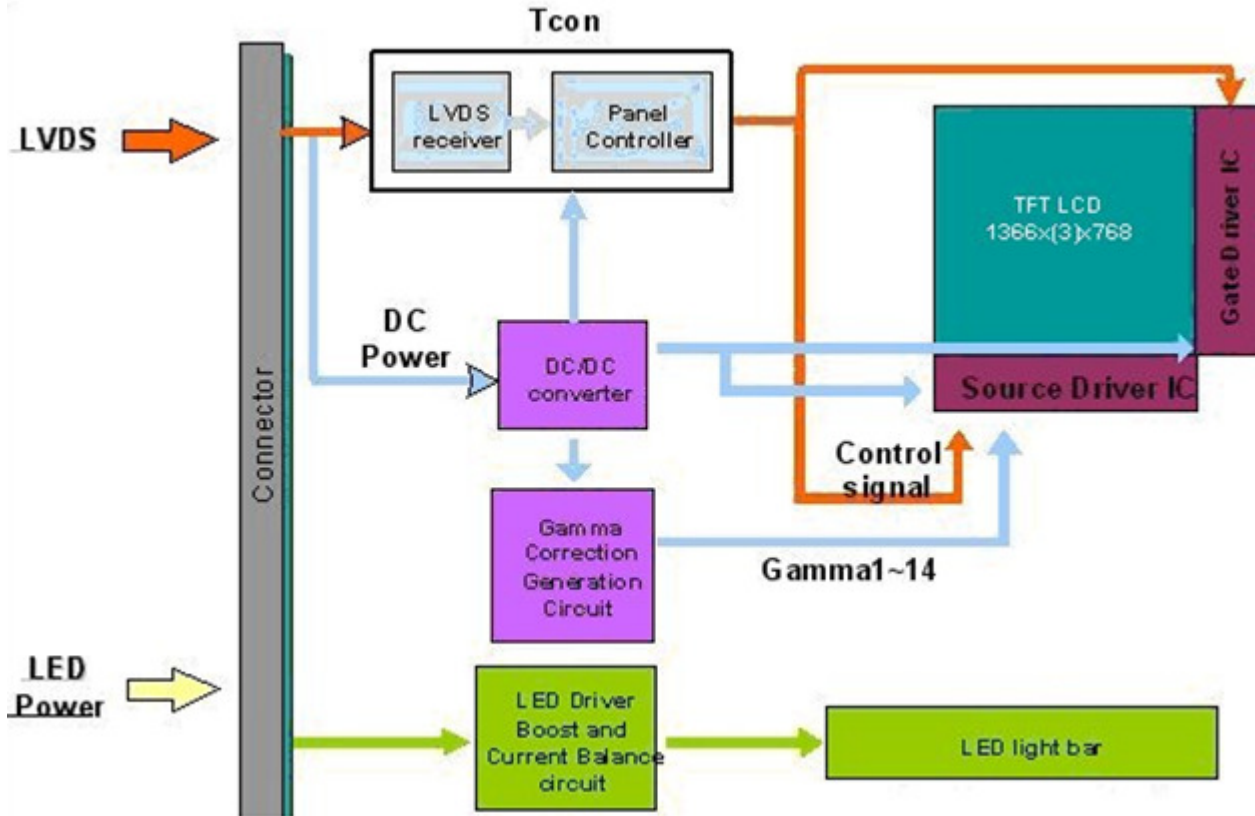 Tcon
LVDS
LVDS
receiver
Panel
Controller
TFT LCD
1366x(3)x768
GateDriver IC
Source Driver IC
DC
Power
DC/DC
converter
Connector
Control
signal
Gamma
Correction
Generation
Circuit
Gamma1~14
LED
Power
LED Driver
Boost and
Current Balance
circuit
LED light bar